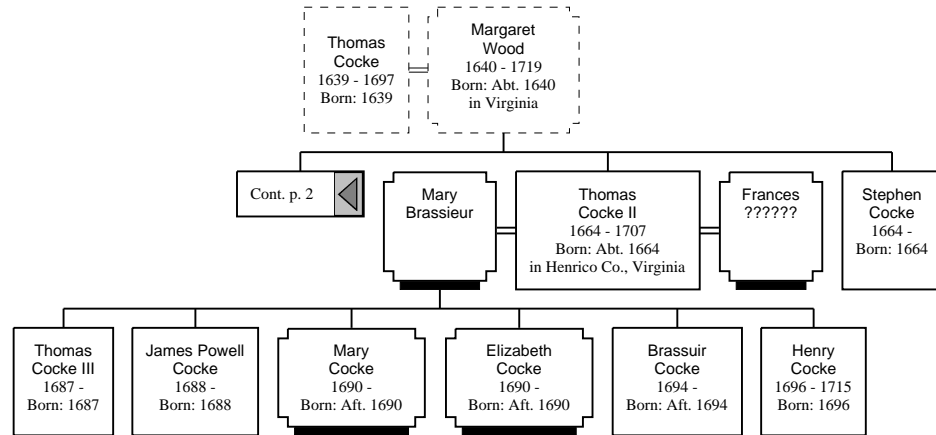 Thomas
Cocke
1639 - 1697
Born: 1639
Margaret
Wood
1640 - 1719
Born: Abt. 1640
in Virginia
Cont. p. 2
Mary
Brassieur
Thomas
Cocke II
1664 - 1707
Born: Abt. 1664
in Henrico Co., Virginia
Frances
??????
Stephen
Cocke
1664 -
Born: 1664
Thomas
Cocke III
1687 -
Born: 1687
James Powell
Cocke
1688 -
Born: 1688
Mary
Cocke
1690 -
Born: Aft. 1690
Elizabeth
Cocke
1690 -
Born: Aft. 1690
Brassuir
Cocke
1694 -
Born: Aft. 1694
Henry
Cocke
1696 - 1715
Born: 1696